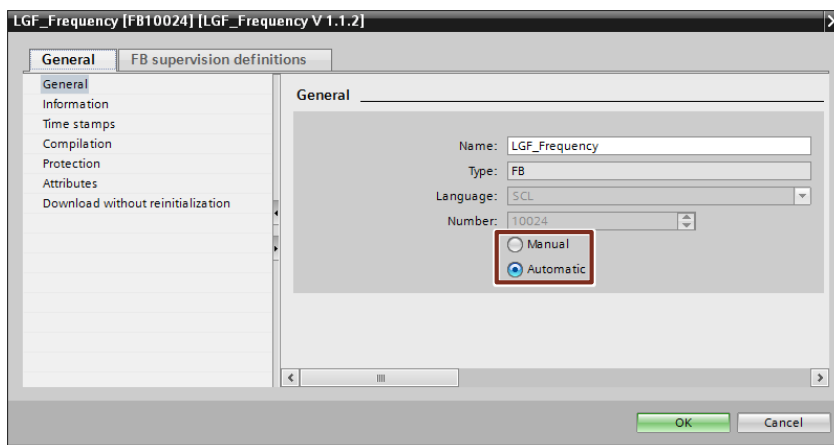 LGF_Frequency [FB10024] [LGF_Frequency V 1.1.2]
General
FB supervision definitions
General
Information
Time stamps
Compilation
Protection
Attributes
Download without reinitialization
General
Name: LGF_Frequency
Type: FB
Language: SCL
Number: 10024
Manual
Automatic
OK
Cancel